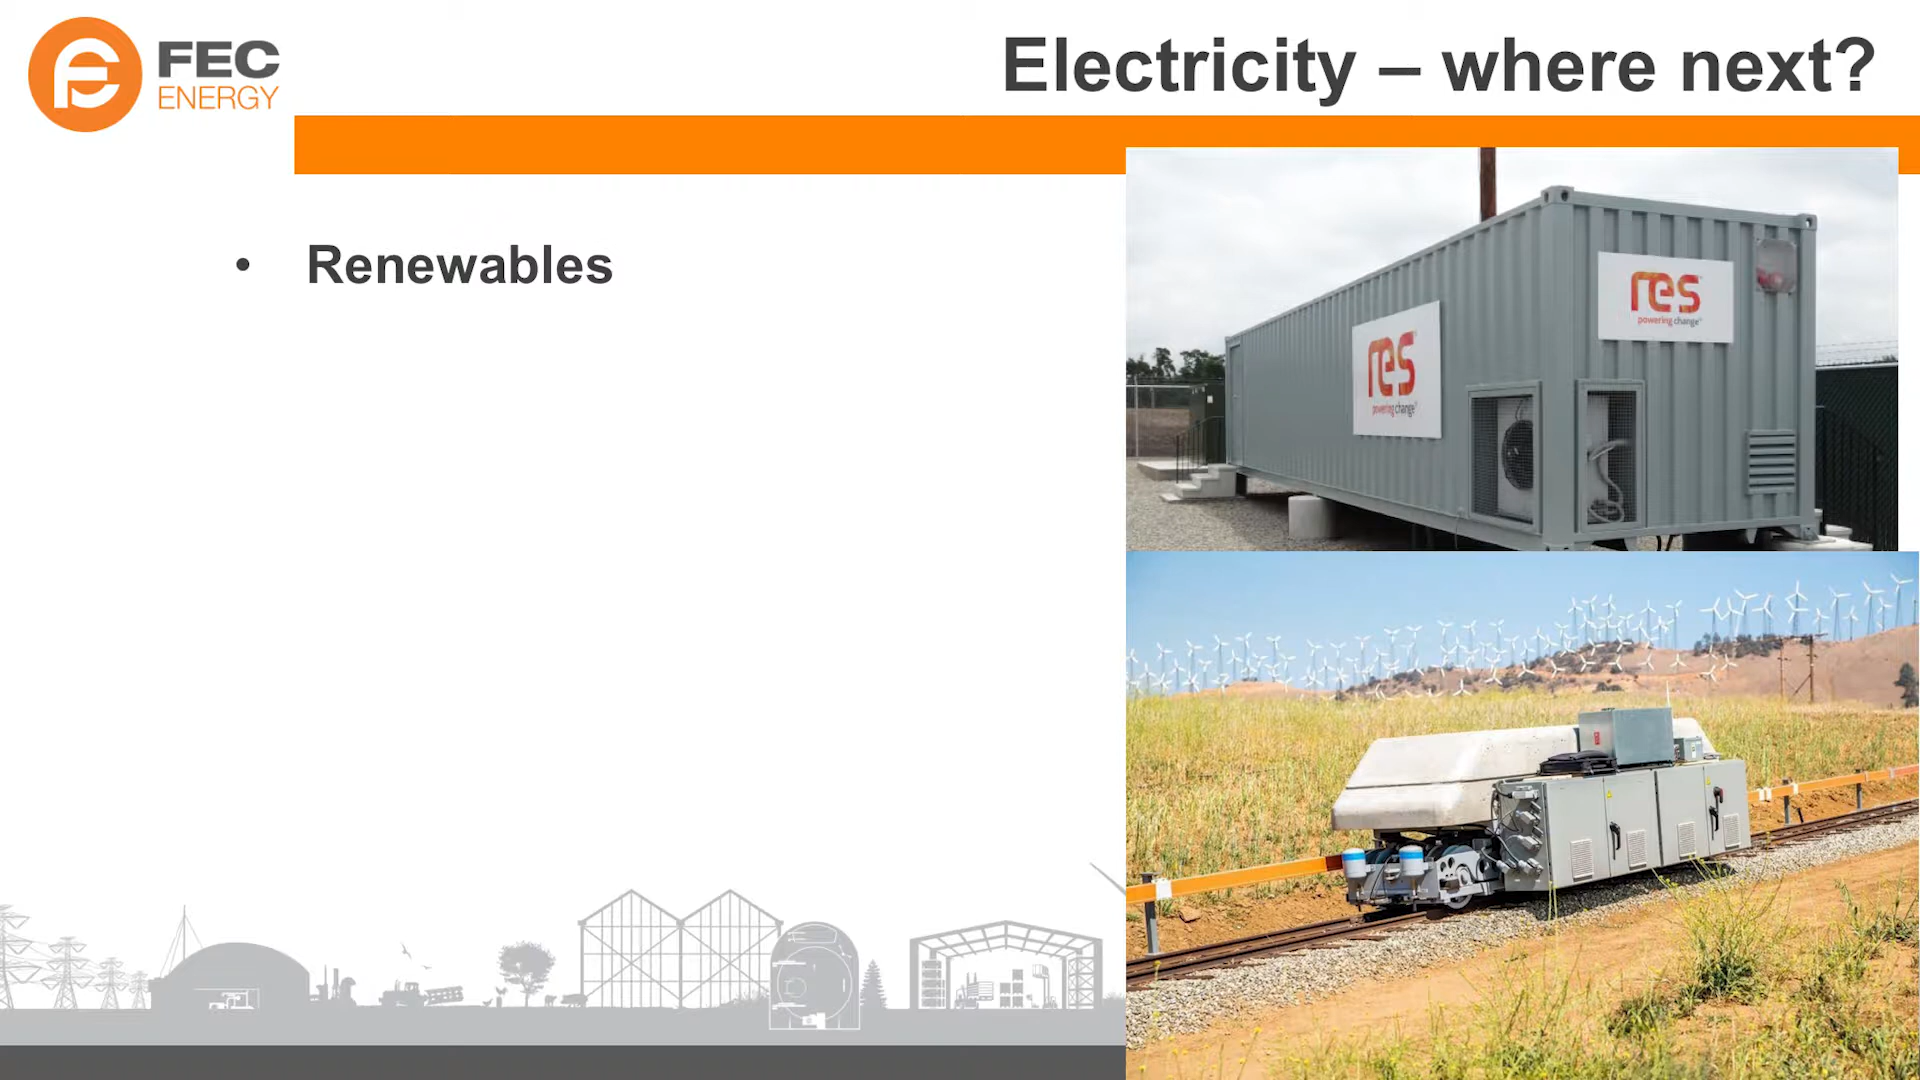 FEC
ENERGY
Electricity – where next?
• Renewables
res
powering change
res
powering change